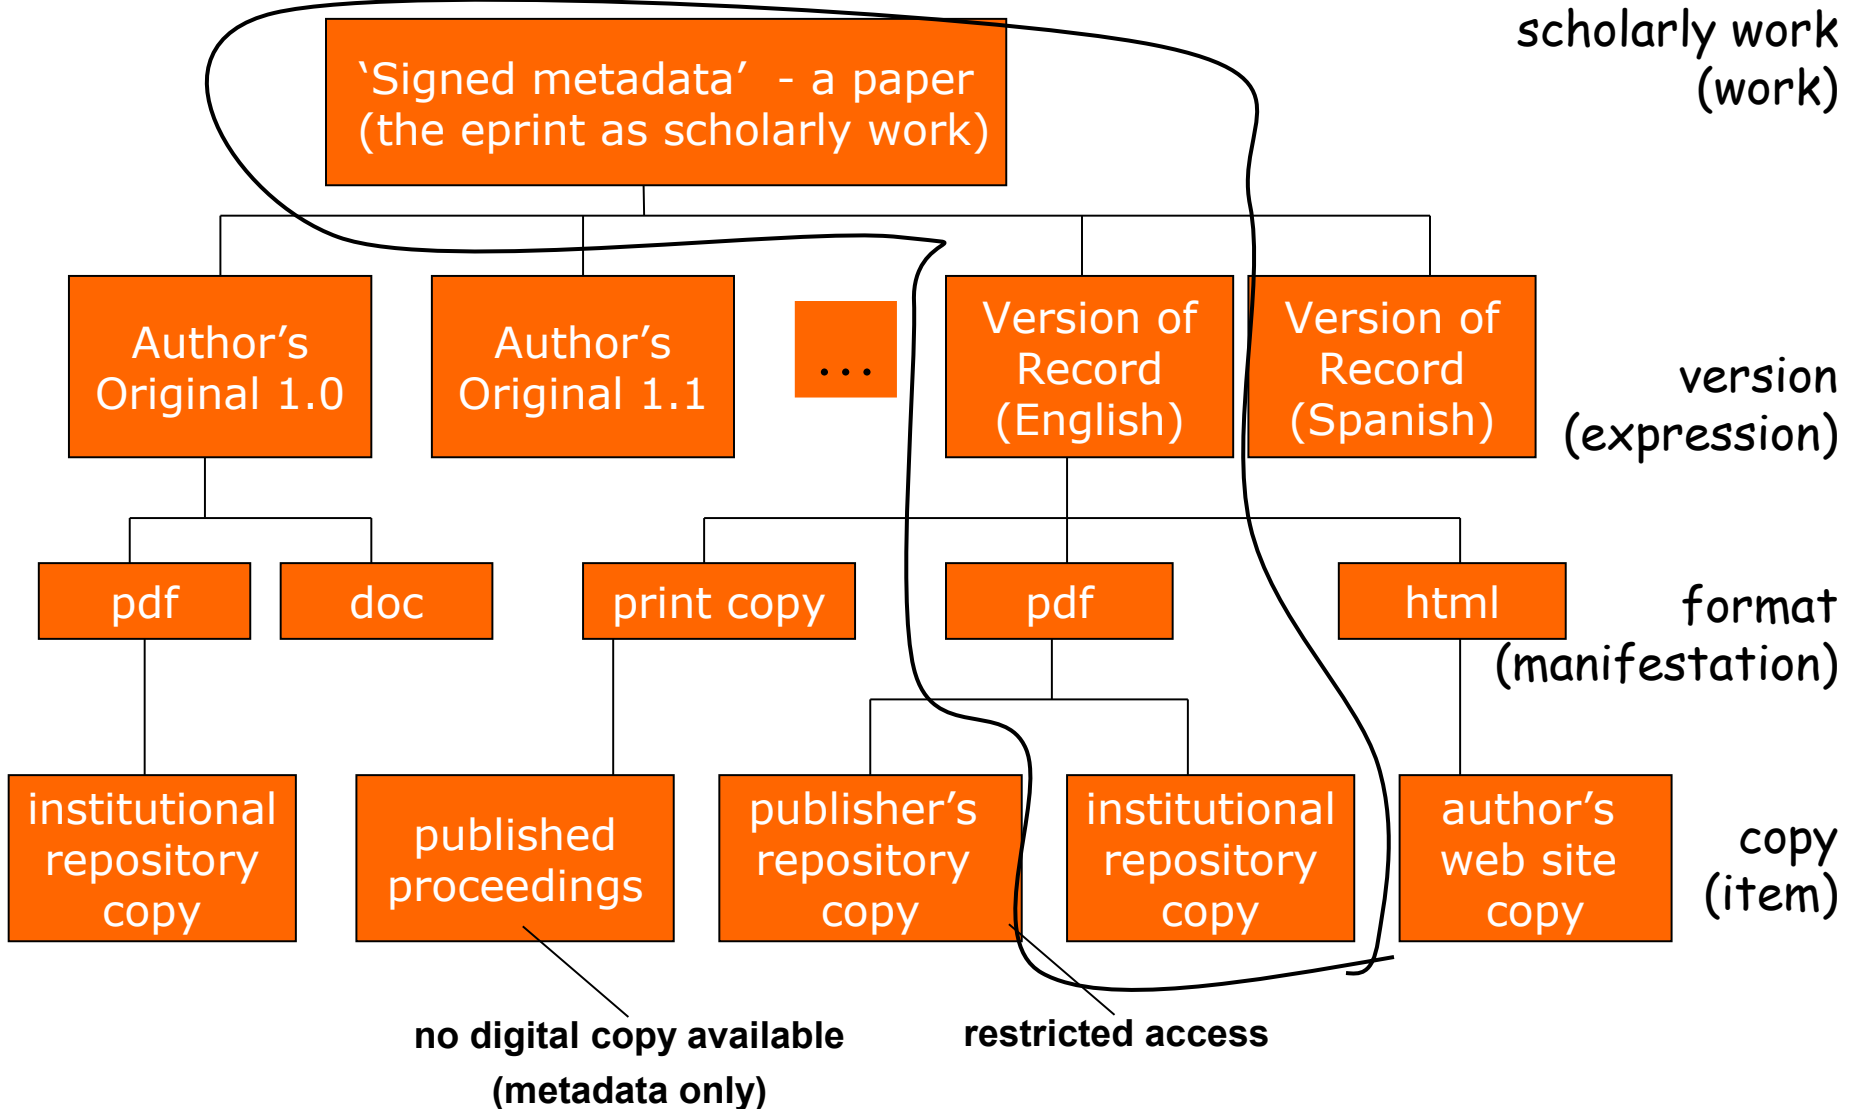 scholarly work
(work)
‘Signed metadata’ - a paper
(the eprint as scholarly work)
Author’s
Original 1.0
Author’s
Original 1.1
...
Version of
Record
(English)
Version of
Record
(Spanish)
version
(expression)
pdf
doc
print copy
pdf
html
format
(manifestation)
institutional
repository
copy
published
proceedings
publisher’s
repository
copy
institutional
repository
copy
author’s
web site
copy
copy
(item)
no digital copy available
(metadata only)
restricted access